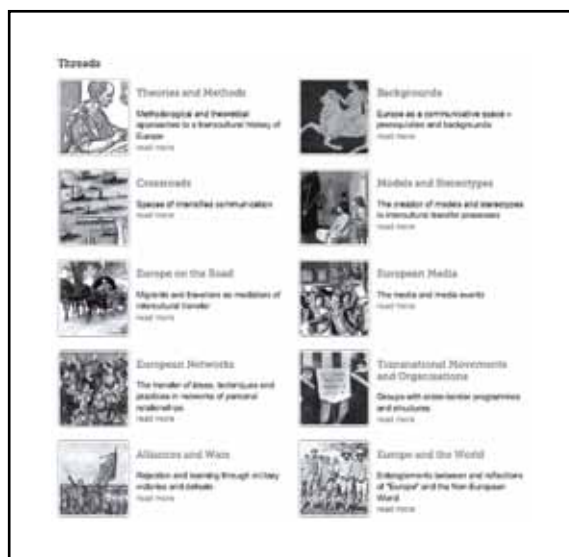 Threads
Theories and Methods
Methodological and theoretical
approaches to a transcultural history of
Europe
read more
Backgrounds
Europe as a communicative space –
prerequisites and backgrounds
read more
Crossroads
Spaces of intensified communication
read more
Models and Stereotypes
The creation of models and stereotypes
in intercultural transfer processes
read more
Europe on the Road
Migrants and travellers as mediators of
intercultural transfer
read more
European Media
The media and media events
read more
European Networks
The transfer of ideas, techniques and
practices in networks of personal
relationships
read more
Transnational Movements
and Organisations
Groups with cross-border programmes
and structures
read more
Alliances and Wars
Rejection and learning through military
victories and defeats
read more
Europe and the World
Entanglements between and reflections
of "Europe" and the Non-European
World
read more